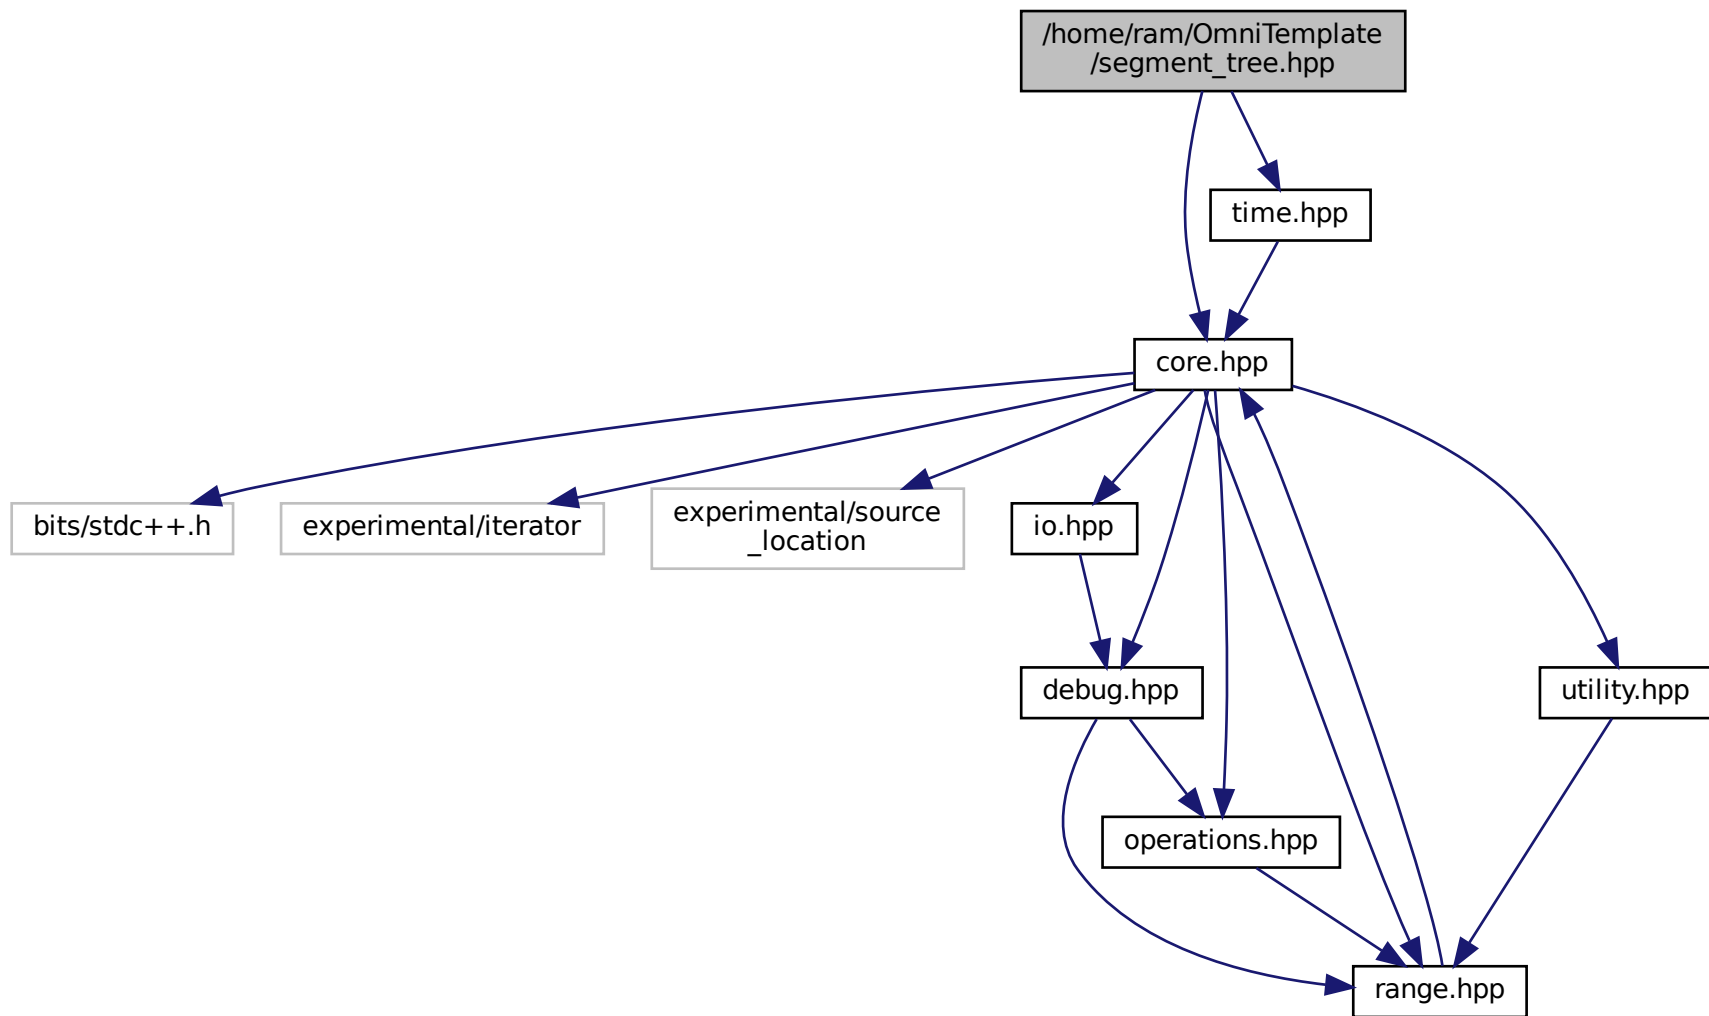 /home/ram/OmniTemplate
/segment_tree.hpp
time.hpp
core.hpp
bits/stdc++.h
experimental/iterator
experimental/source
_location
io.hpp
debug.hpp
utility.hpp
operations.hpp
range.hpp